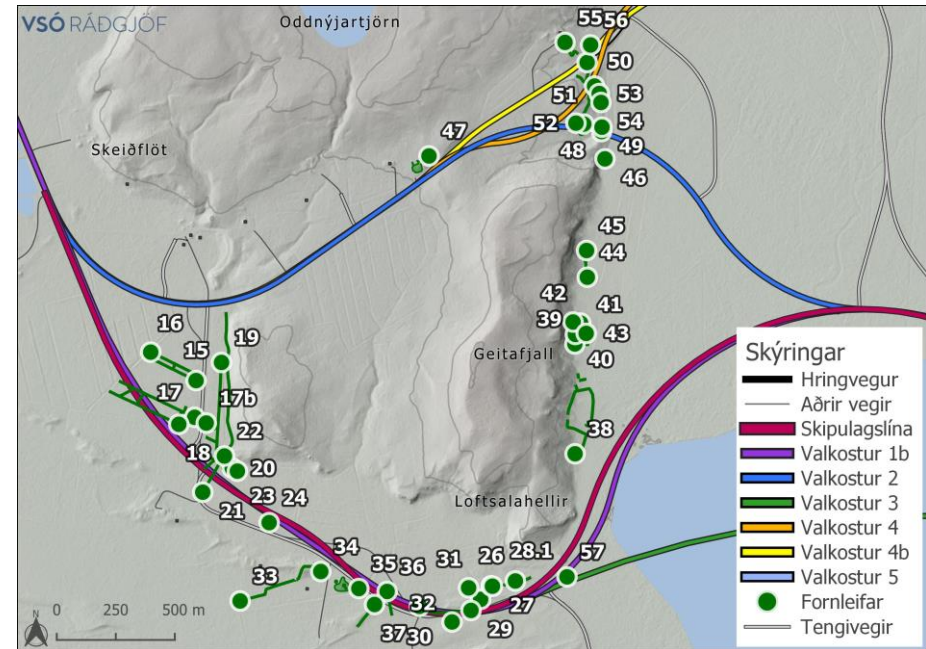 VSÓ RÁÐGJÖF
Oddnýjartjörn
55 56
50
51
53
47
52
54
Skeiðflöt
48
49
46
45
44
42
41
16
39
19
43
15
Geitafjall
40
17
17b
22
38
18
20
Loftsalahellir
23 24
21
34
31
26
28.1
57
35
36
33
32
27
37
30
29
0 250 500 m
N
Skýringar
Hringvegur
Aðrir vegir
Skipulagslína
Valkostur 1b
Valkostur 2
Valkostur 3
Valkostur 4
Valkostur 4b
Valkostur 5
Fornleifar
Tengivegir